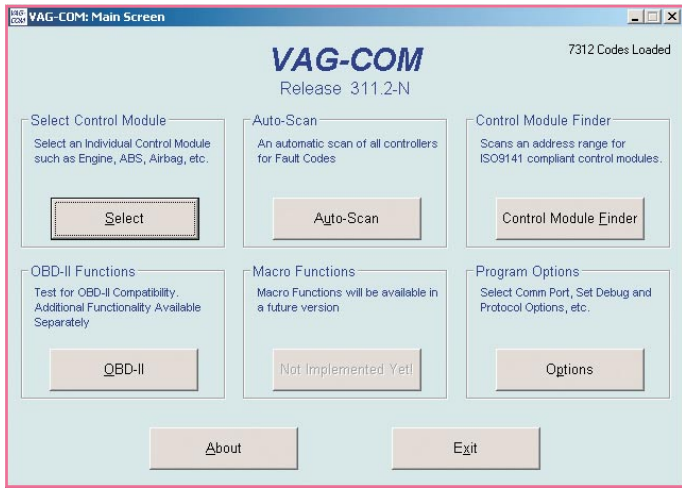 VAG-COM: Main Screen
VAG-COM
Release 311.2-N
7312 Codes Loaded
Select Control Module
Select an Individual Control Module
such as Engine, ABS, Airbag, etc.
Select
Auto-Scan
An automatic scan of all controllers
for Fault Codes
Auto-Scan
Control Module Finder
Scans an address range for
ISO9141 compliant control modules.
Control Module Finder
OBD-II Functions
Test for OBD-II Compatibility.
Additional Functionality Available
Separately
OBD-II
Macro Functions
Macro Functions will be available in
a future version
Not Implemented Yet!
Program Options
Select Comm Port, Set Debug and
Protocol Options, etc.
Options
About
Exit